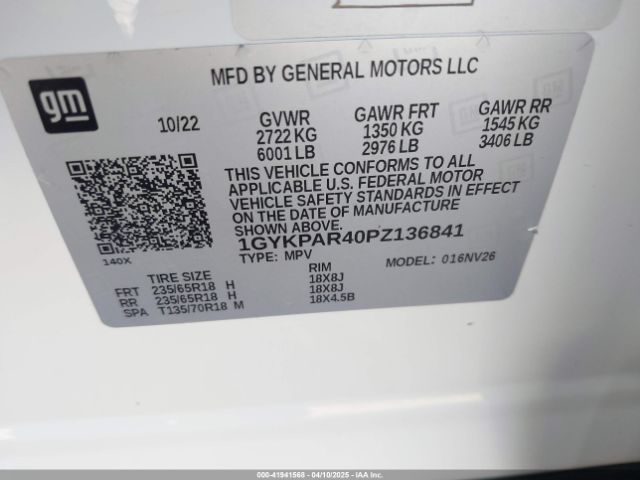 gm
MFD BY GENERAL MOTORS LLC
10/22
GVWR
2722 KG
6001 LB
GAWR FRT
1350 KG
2976 LB
GAWR RR
1545 KG
3406 LB
THIS VEHICLE CONFORMS TO ALL
APPLICABLE U.S. FEDERAL MOTOR
VEHICLE SAFETY STANDARDS IN EFFECT
ON THE DATE OF MANUFACTURE
SHOWN ABOVE.
1GYKPAR40PZ136841
TYPE: MPV
MODEL: 016NV26
140X
TIRE SIZE
RIM
FRT 235/65R18 H 18X8J
RR 235/65R18 H 18X8J
SPA T135/70R18 M 18X4.5B
000-41941568 - 04/10/2025 - IAAI.COM